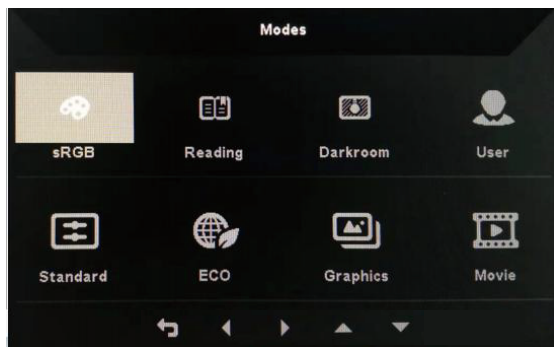 Modes
sRGB Reading Darkroom User
Standard ECO Graphics Movie